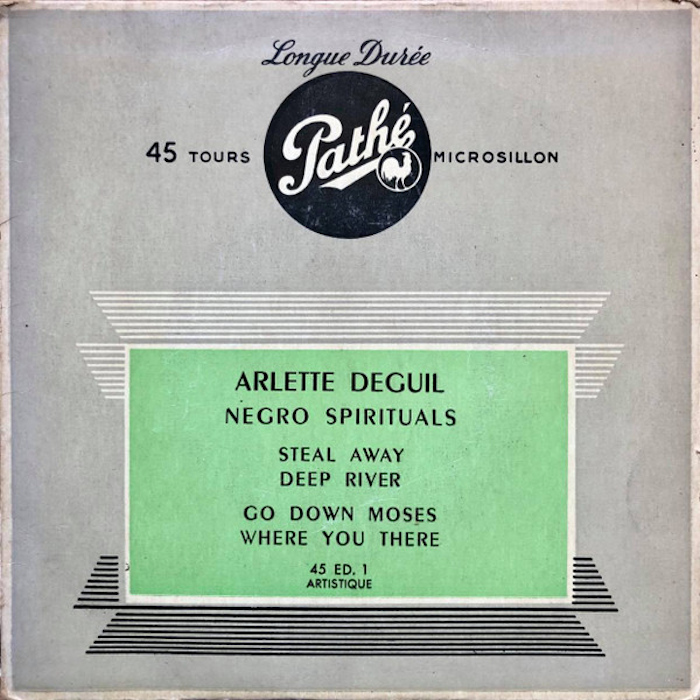 Longue Durée
45 TOURS Pathé MICROSILLON
ARLETTE DEGUIL
NEGRO SPIRITUALS
STEAL AWAY
DEEP RIVER
GO DOWN MOSES
WHERE YOU THERE
45 ED. 1
ARTISTIQUE